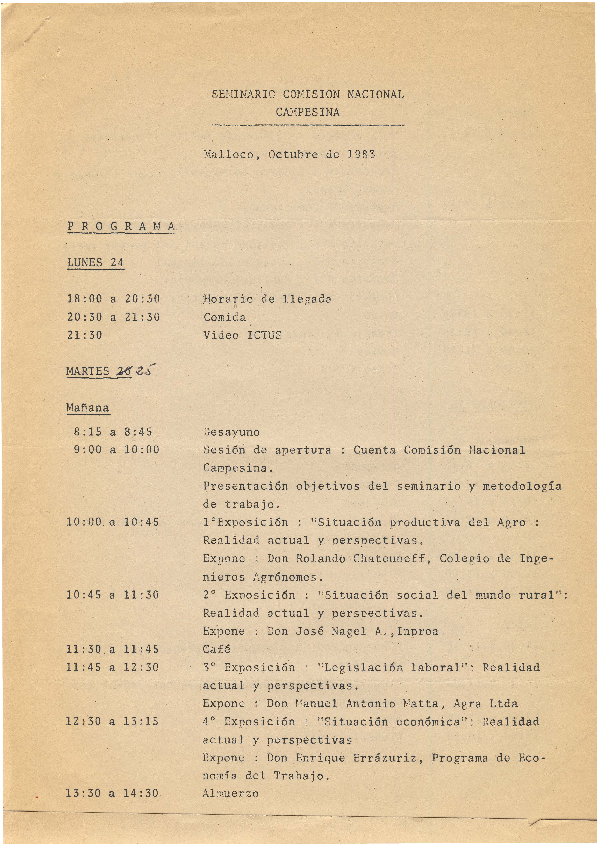 SEMINARIO COMISION NACIONAL
CAMPESINA
Malloco, Octubre de 1983
P R O G R A M A
LUNES 24
18:00 a 20:30 Horario de llegada
20:30 a 21:30 Comida
21:30 Video ICTUS
MARTES 26 25
Mañana
8:15 a 8:45 Desayuno
9:00 a 10:00 Sesión de apertura : Cuenta Comisión Nacional
Campesina.
Presentación objetivos del seminario y metodología
de trabajo.
10:00 a 10:45 1°Exposición : "Situación productiva del Agro :
Realidad actual y perspectivas.
Expone : Don Rolando Chateuneff, Colegio de Inge-
nieros Agrónomos.
10:45 a 11:30 2° Exposición : "Situación social del mundo rural":
Realidad actual y perspectivas.
Expone : Don José Nagel A.,Inproa
11:30 a 11:45 Café
11:45 a 12:30 3° Exposición : "Legislación laboral": Realidad
actual y perspectivas.
Expone : Don Manuel Antonio Matta, Agra Ltda
12:30 a 13:15 4° Exposición : "Situación económica": Realidad
actual y perspectivas
Expone : Don Enrique Errázuriz, Programa de Eco-
nomía del Trabajo.
13:30 a 14:30 Almuerzo